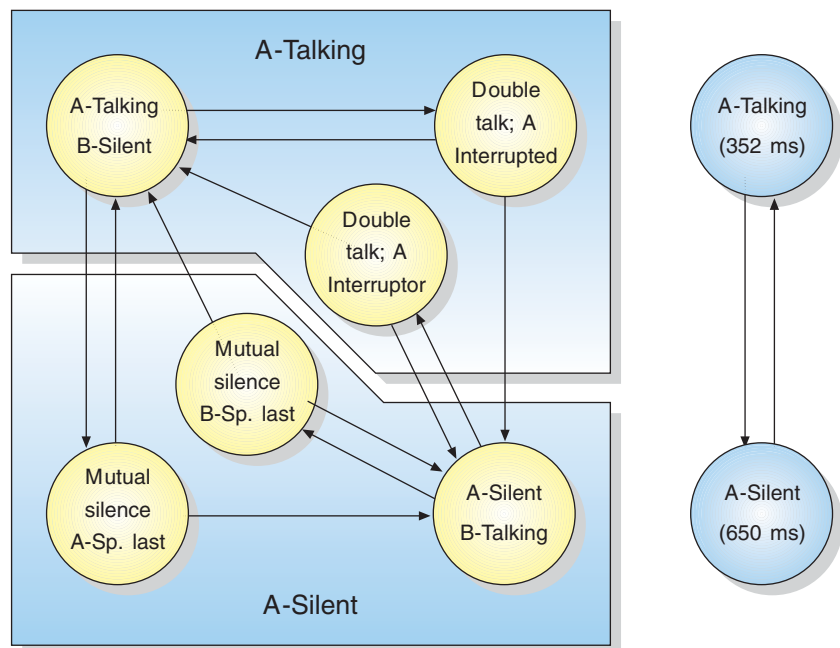 A-Talking
A-Talking
B-Silent
Double
talk; A
Interrupted
Double
talk; A
Interruptor
Mutual
silence
B-Sp. last
Mutual
silence
A-Sp. last
A-Silent
B-Talking
A-Silent
A-Talking
(352 ms)
A-Silent
(650 ms)